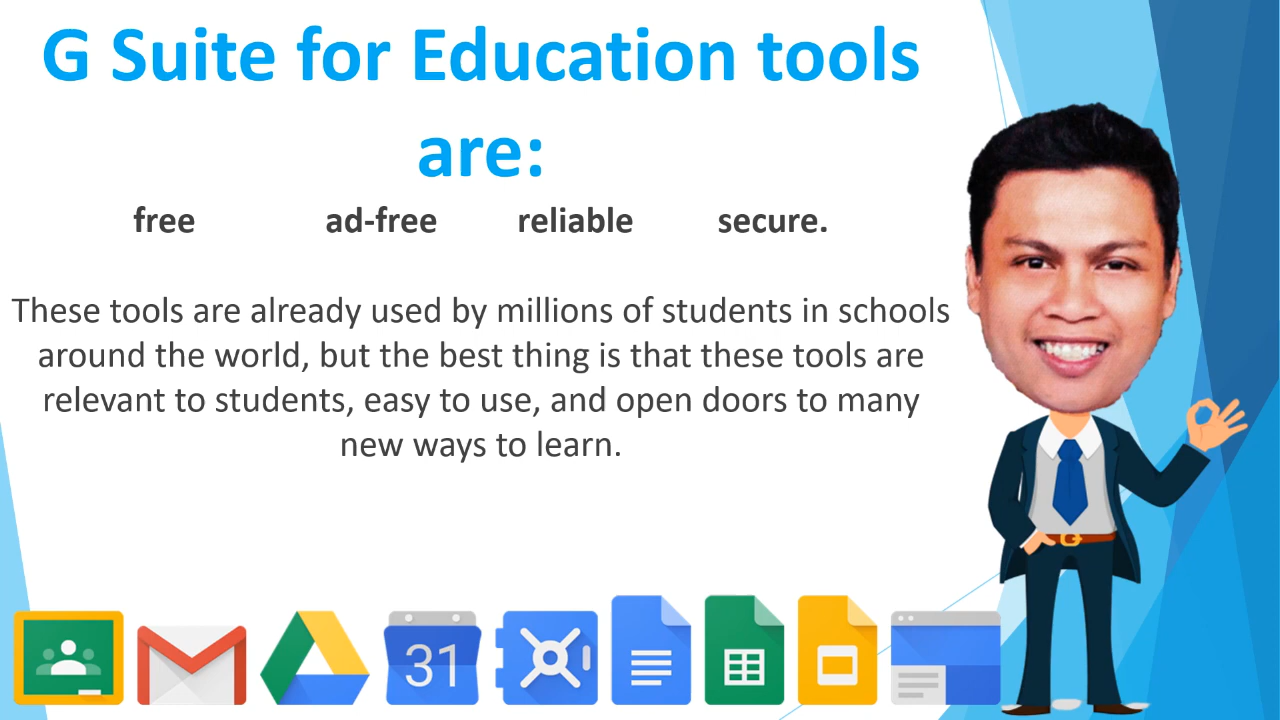 G Suite for Education tools
are:
free ad-free reliable secure.
These tools are already used by millions of students in schools
around the world, but the best thing is that these tools are
relevant to students, easy to use, and open doors to many
new ways to learn.
31